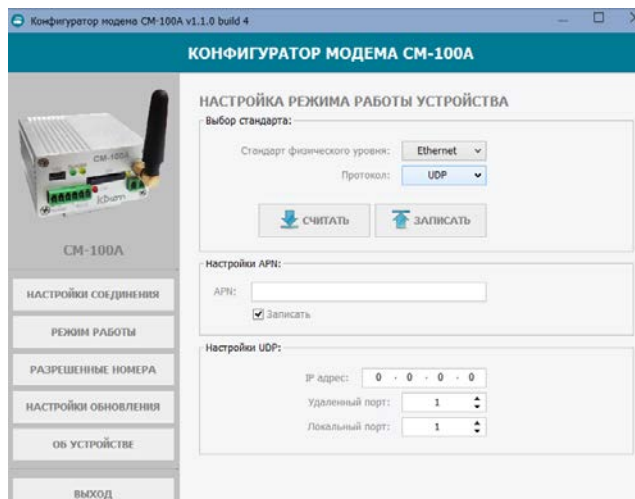 Конфигуратор модема CM-100A v1.1.0 build 4
КОНФИГУРАТОР МОДЕМА CM-100A
CM-100A
CM-100A
НАСТРОЙКИ СОЕДИНЕНИЯ
РЕЖИМ РАБОТЫ
РАЗРЕШЕННЫЕ НОМЕРА
НАСТРОЙКИ ОБНОВЛЕНИЯ
ОБ УСТРОЙСТВЕ
ВЫХОД
НАСТРОЙКА РЕЖИМА РАБОТЫ УСТРОЙСТВА
Выбор стандарта:
Стандарт физического уровня: Ethernet
Протокол: UDP
СЧИТАТЬ ЗАПИСАТЬ
Настройки APN:
APN:
Записать
Настройки UDP:
IP адрес: 0 . 0 . 0 . 0
Удаленный порт: 1
Локальный порт: 1